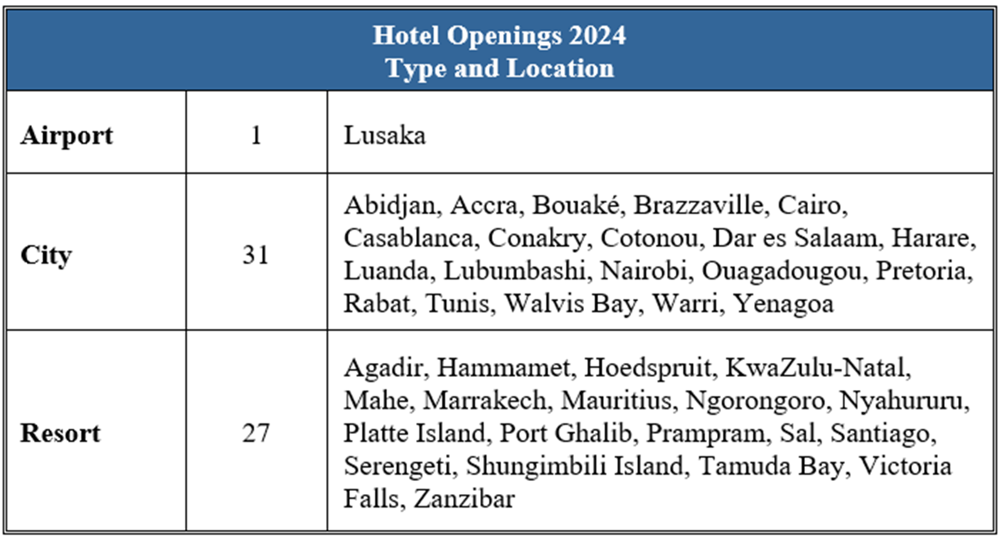 Hotel Openings 2024
Type and Location
Airport
1
Lusaka
City
31
Abidjan, Accra, Bouaké, Brazzaville, Cairo,
Casablanca, Conakry, Cotonou, Dar es Salaam, Harare,
Luanda, Lubumbashi, Nairobi, Ouagadougou, Pretoria,
Rabat, Tunis, Walvis Bay, Warri, Yenagoa
Resort
27
Agadir, Hammamet, Hoedspruit, KwaZulu-Natal,
Mahe, Marrakech, Mauritius, Ngorongoro, Nyahururu,
Platte Island, Port Ghalib, Prampram, Sal, Santiago,
Serengeti, Shungimbili Island, Tamuda Bay, Victoria
Falls, Zanzibar